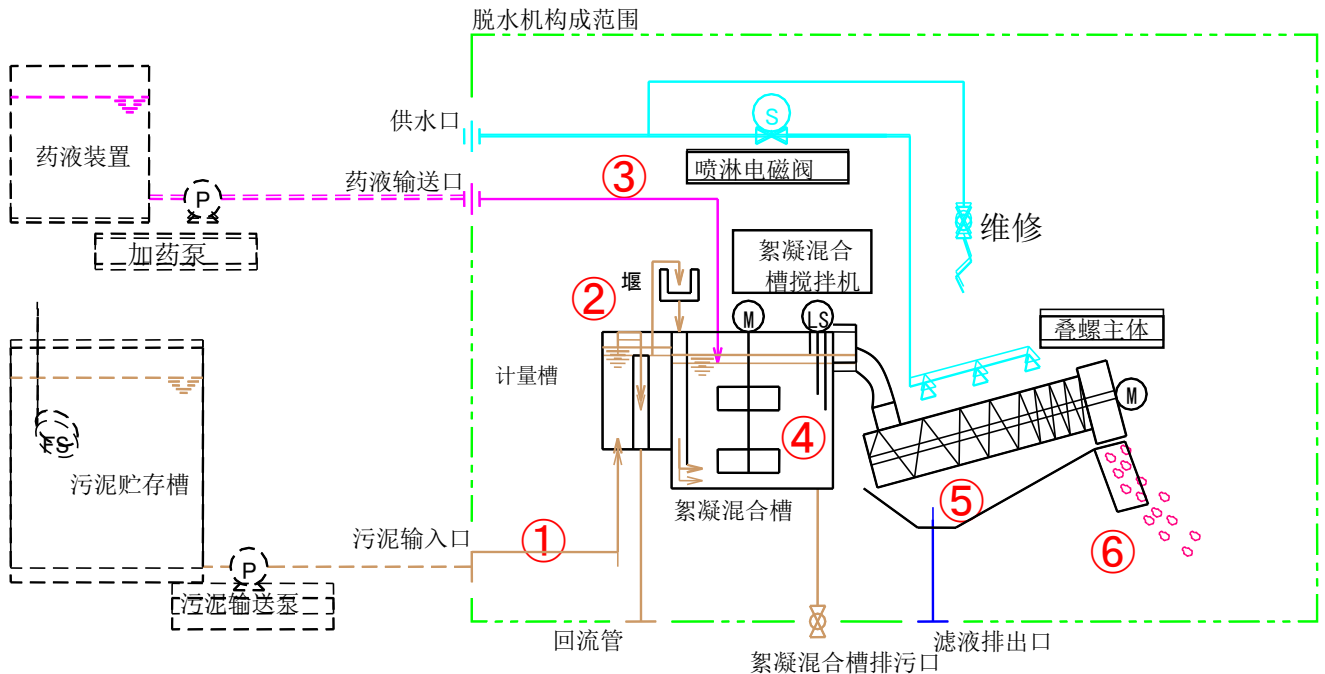 脱水机构成范围
供水口
S
药液装置
喷淋电磁阀
药液输送口
③
P
加药泵
维修
絮凝混合
槽搅拌机
堰
②
M
LS
叠螺主体
计量槽
M
④
FS
污泥贮存槽
絮凝混合槽
⑤
污泥输入口
①
⑥
P
污泥输送泵
回流管
絮凝混合槽排污口
滤液排出口